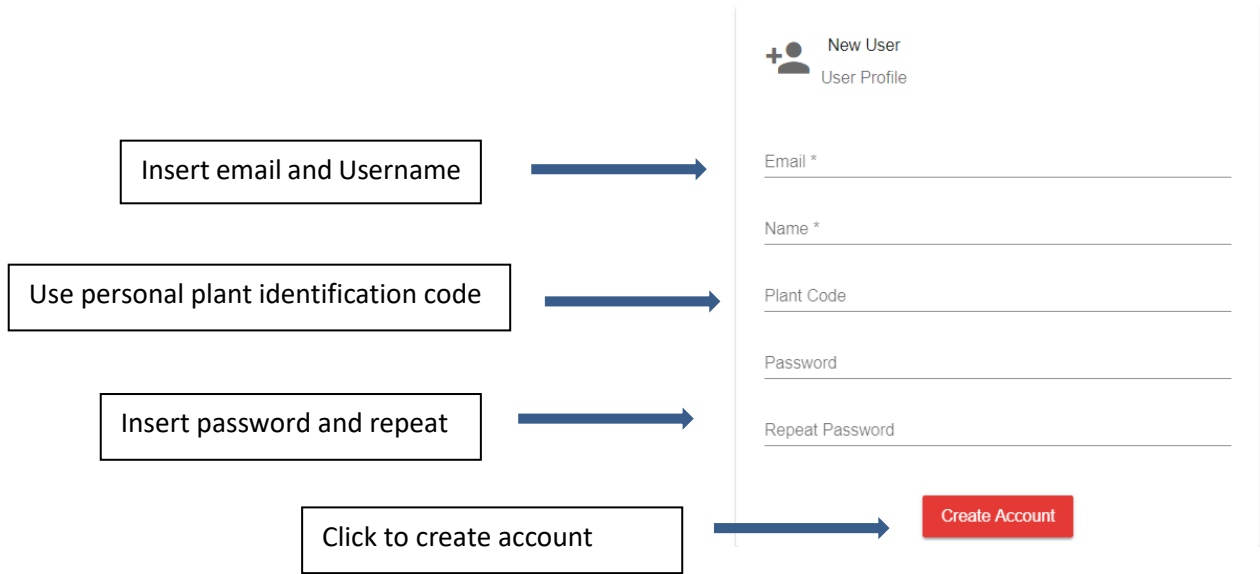 New User
User Profile
Insert email and Username
Email *
Name *
Use personal plant identification code
Plant Code
Password
Insert password and repeat
Repeat Password
Create Account
Click to create account